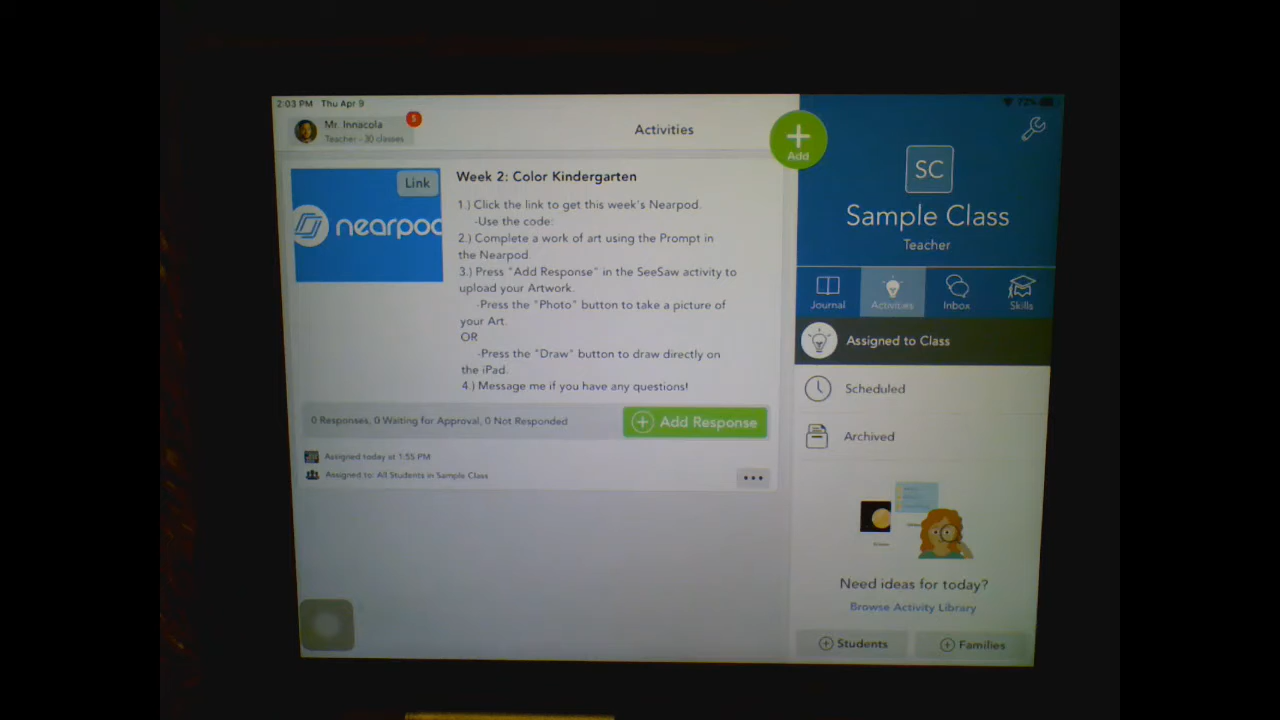 2:03 PM Thu Apr 9
72%
Mr. Innacola
Teacher - 30 classes
5
Activities
+ Add
Link
nearpod
Week 2: Color Kindergarten
1.) Click the link to get this week's Nearpod.
-Use the code:
2.) Complete a work of art using the Prompt in
the Nearpod.
3.) Press "Add Response" in the SeeSaw activity to
upload your Artwork.
-Press the "Photo" button to take a picture of
your Art.
OR
-Press the "Draw" button to draw directly on
the iPad.
4.) Message me if you have any questions!
0 Responses, 0 Waiting for Approval, 0 Not Responded
+ Add Response
Assigned today at 1:55 PM
Assigned to: All Students in Sample Class
SC
Sample Class
Teacher
Journal
Activities
Inbox
Skills
Assigned to Class
Scheduled
Archived
Need ideas for today?
Browse Activity Library
+ Students
+ Families